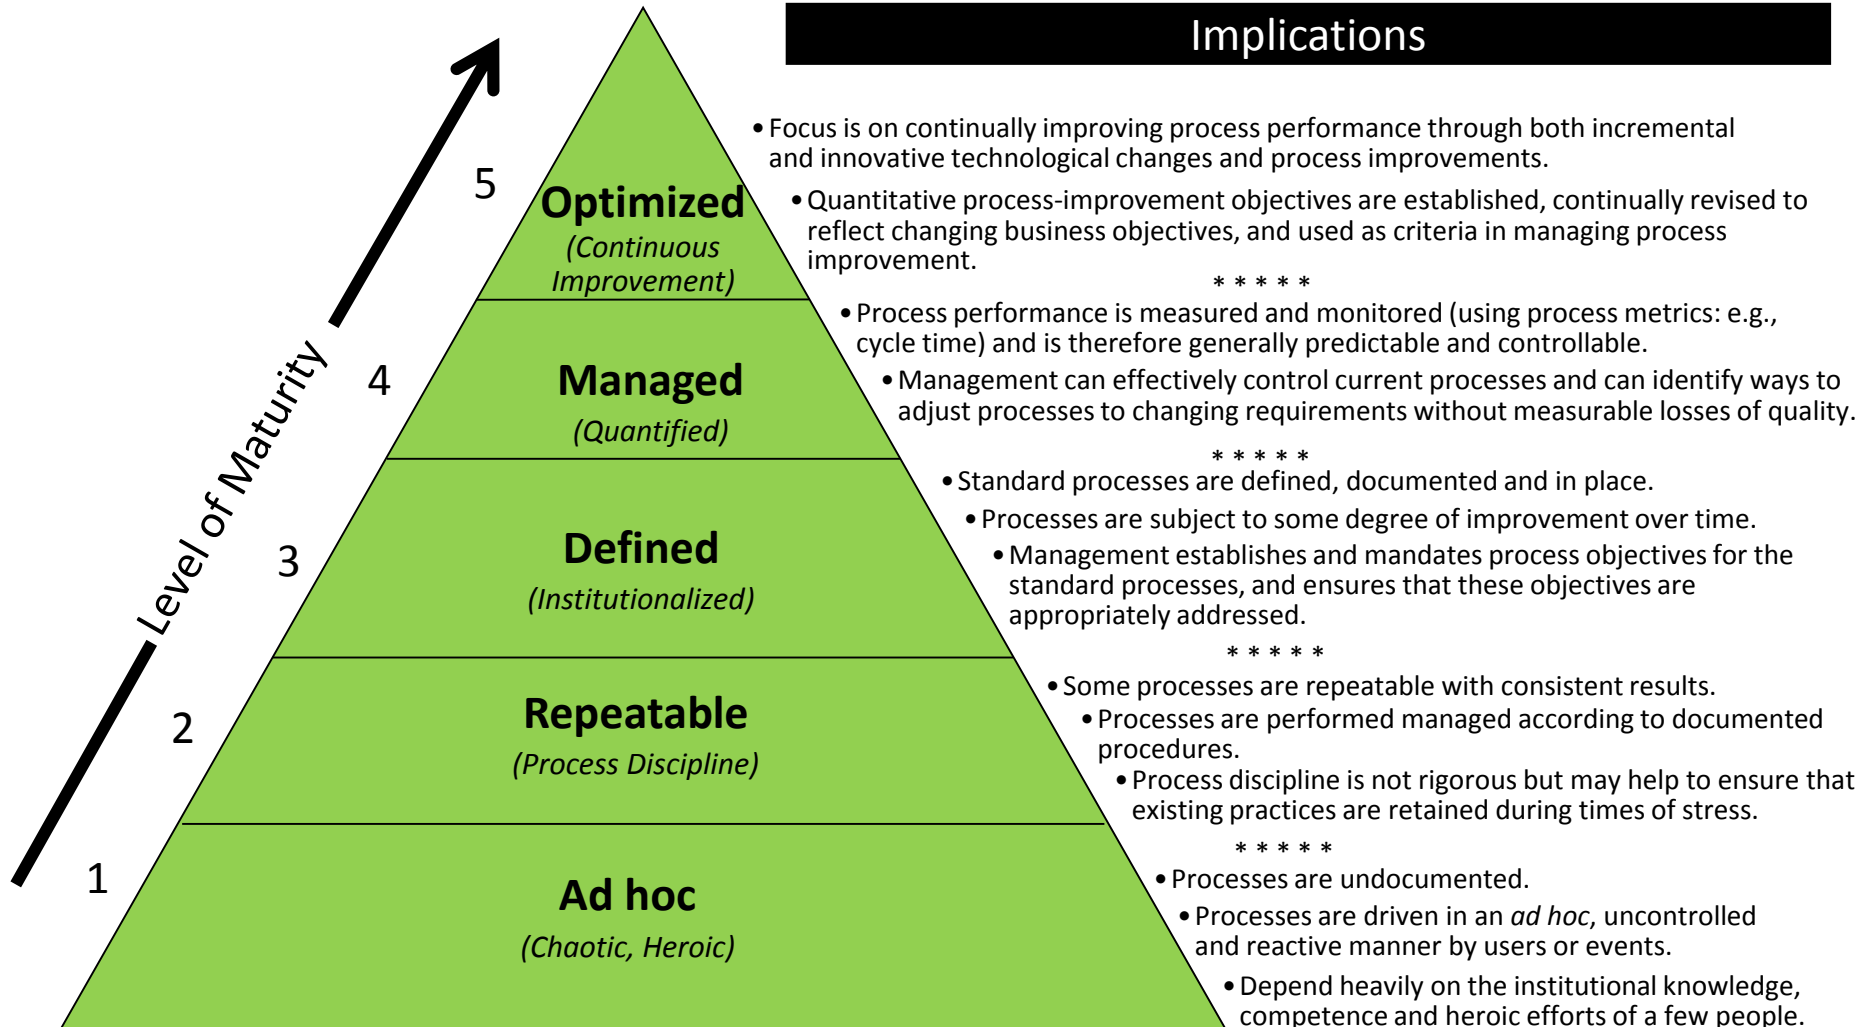 Implications
Level of Maturity
5
Optimized
(Continuous
Improvement)
• Focus is on continually improving process performance through both incremental
and innovative technological changes and process improvements.
• Quantitative process-improvement objectives are established, continually revised to
reflect changing business objectives, and used as criteria in managing process
improvement.
* * * * *
4
Managed
(Quantified)
• Process performance is measured and monitored (using process metrics: e.g.,
cycle time) and is therefore generally predictable and controllable.
• Management can effectively control current processes and can identify ways to
adjust processes to changing requirements without measurable losses of quality.
* * * * *
3
Defined
(Institutionalized)
• Standard processes are defined, documented and in place.
• Processes are subject to some degree of improvement over time.
• Management establishes and mandates process objectives for the
standard processes, and ensures that these objectives are
appropriately addressed.
* * * * *
2
Repeatable
(Process Discipline)
• Some processes are repeatable with consistent results.
• Processes are performed managed according to documented
procedures.
• Process discipline is not rigorous but may help to ensure that
existing practices are retained during times of stress.
* * * * *
1
Ad hoc
(Chaotic, Heroic)
• Processes are undocumented.
• Processes are driven in an ad hoc, uncontrolled
and reactive manner by users or events.
• Depend heavily on the institutional knowledge,
competence and heroic efforts of a few people.